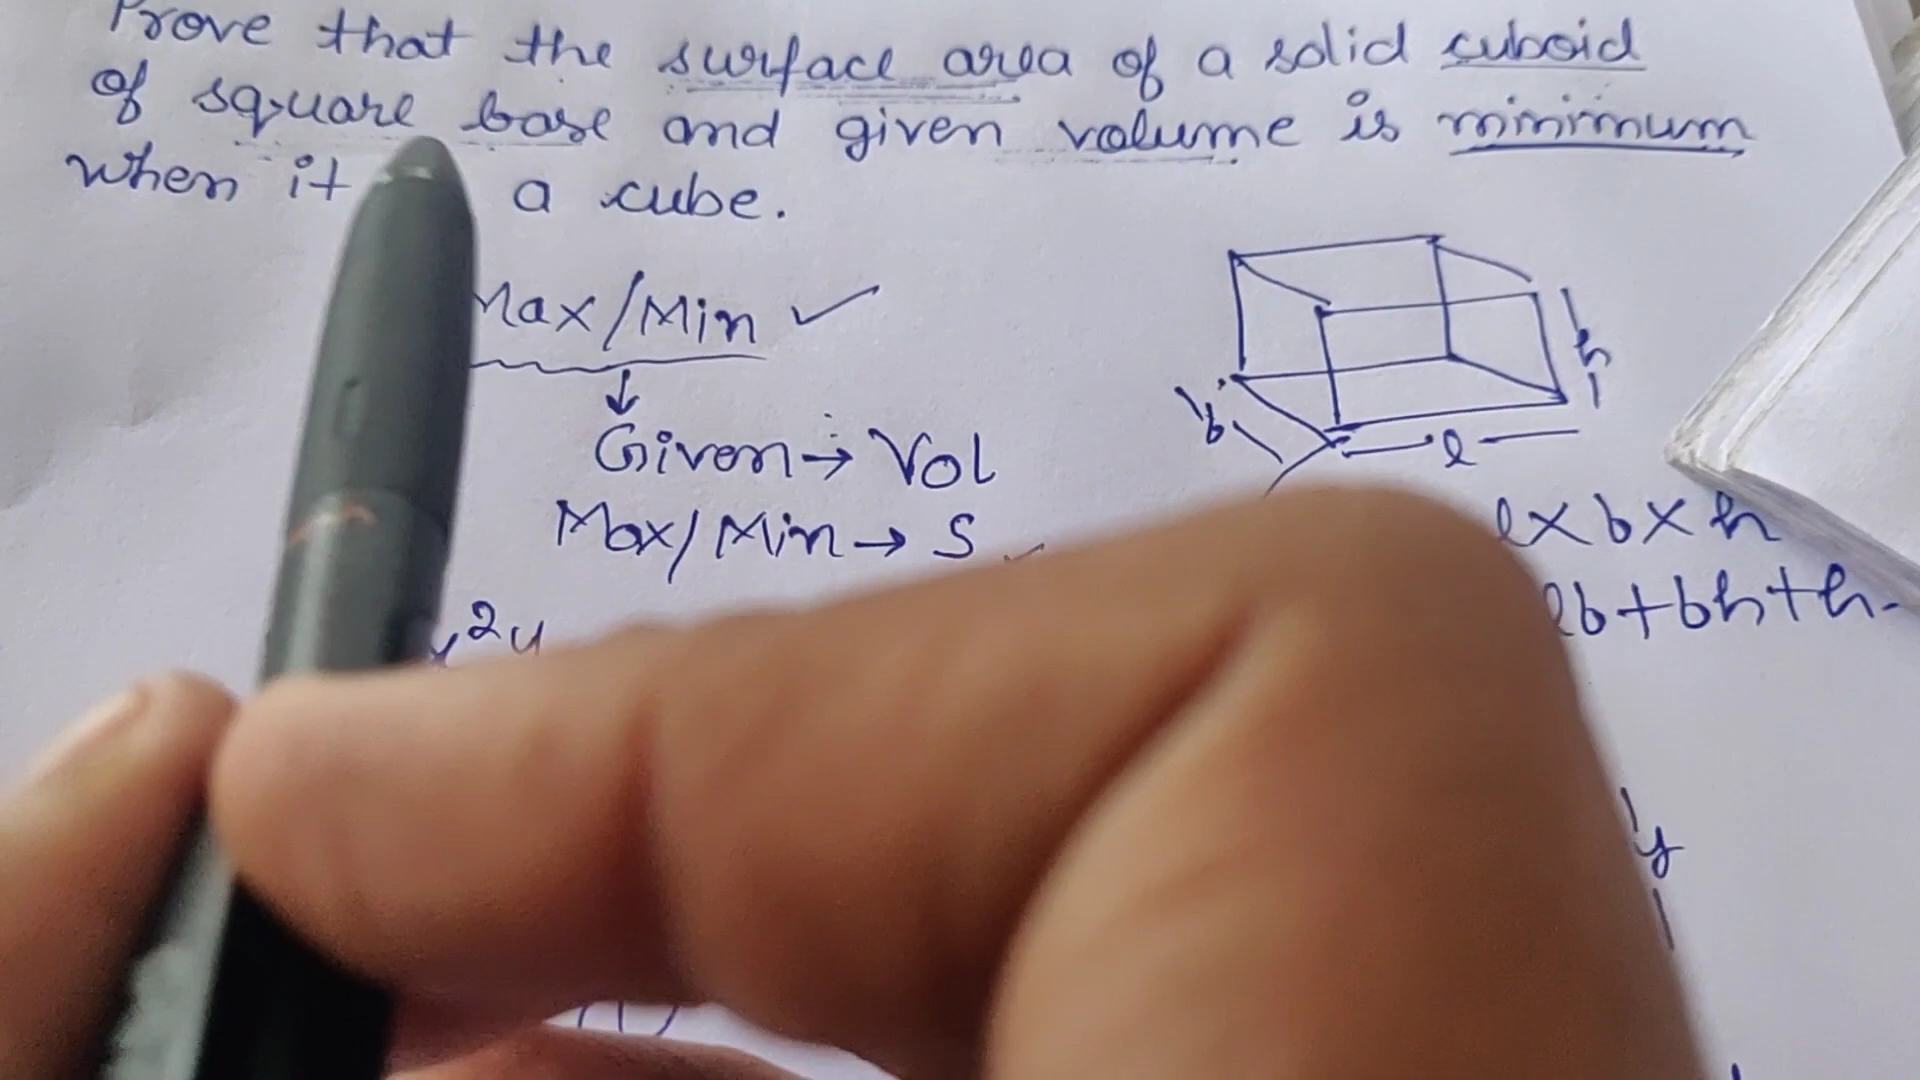 Prove that the surface area of a solid cuboid
of square base and given volume is minimum
when it a cube.
Max/Min ✓
↓
Given → Vol
Max/Min → S
b
l
h
l×b×h
lb+bh+h
x²y
y